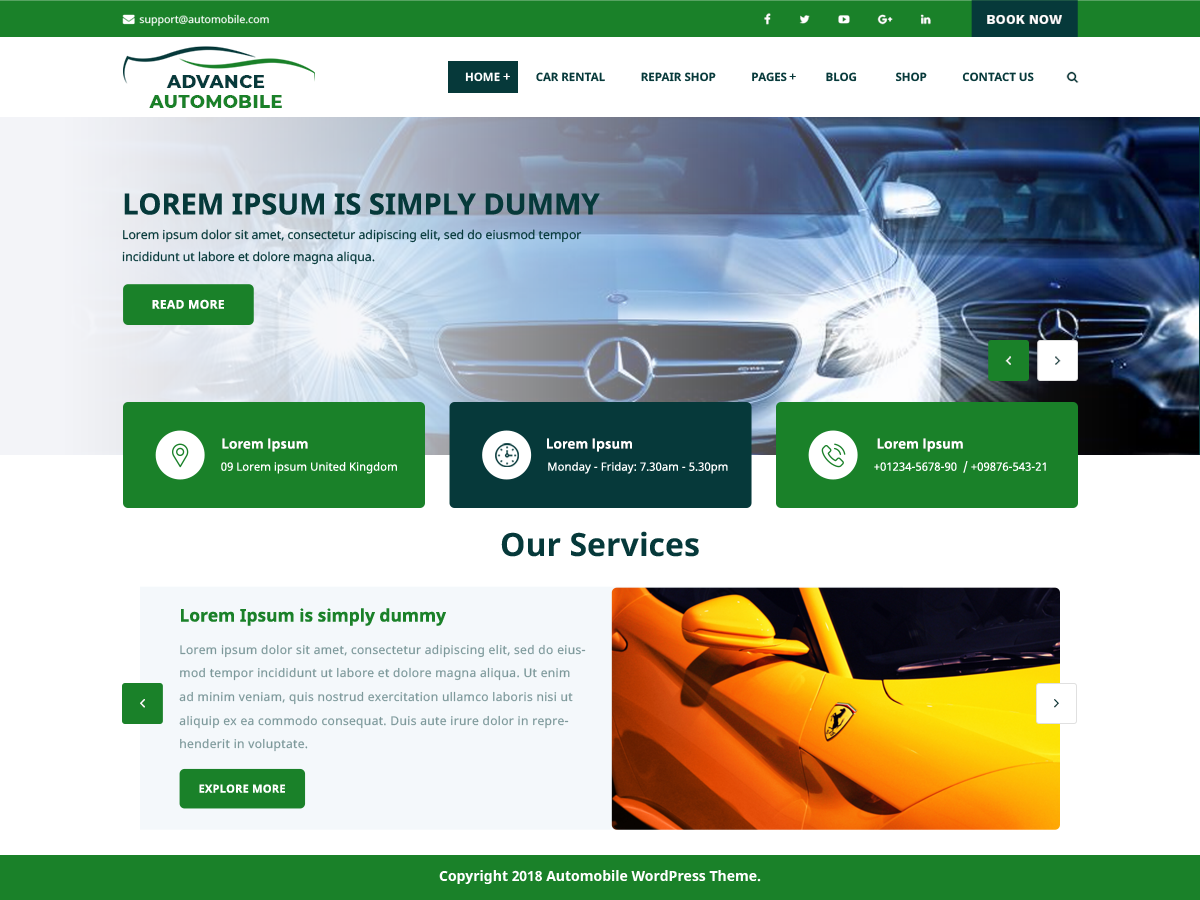 support@automobile.com
BOOK NOW
ADVANCE
AUTOMOBILE
HOME +
CAR RENTAL
REPAIR SHOP
PAGES +
BLOG
SHOP
CONTACT US
LOREM IPSUM IS SIMPLY DUMMY
Lorem ipsum dolor sit amet, consectetur adipiscing elit, sed do eiusmod tempor
incididunt ut labore et dolore magna aliqua.
READ MORE
Lorem Ipsum
09 Lorem ipsum United Kingdom
Lorem Ipsum
Monday - Friday: 7.30am - 5.30pm
Lorem Ipsum
+01234-5678-90 / +09876-543-21
Our Services
Lorem Ipsum is simply dummy
Lorem ipsum dolor sit amet, consectetur adipiscing elit, sed do eius-
mod tempor incididunt ut labore et dolore magna aliqua. Ut enim
ad minim veniam, quis nostrud exercitation ullamco laboris nisi ut
aliquip ex ea commodo consequat. Duis aute irure dolor in repre-
henderit in voluptate.
EXPLORE MORE
Copyright 2018 Automobile WordPress Theme.